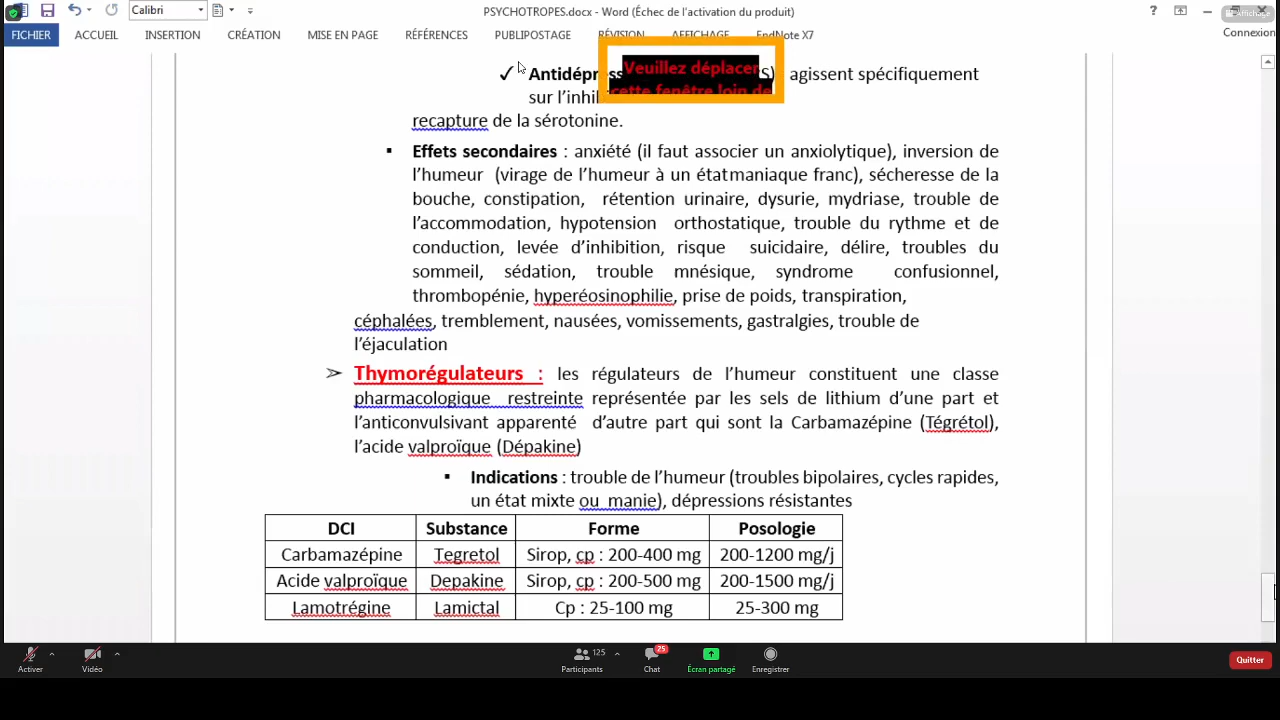 PSYCHOTROPES.docx - Word (Échec de l'activation du produit)
Calibri
Affichage
FICHIER ACCUEIL INSERTION CRÉATION MISE EN PAGE RÉFÉRENCES PUBLIPOSTAGE RÉVISION AFFICHAGE EndNote X7 Connexion
Veuillez déplacer
cette fenêtre loin de
✓ Antidépress S) agissent spécifiquement
sur l'inhi
recapture de la sérotonine.
▪ Effets secondaires : anxiété (il faut associer un anxiolytique), inversion de
l'humeur (virage de l'humeur à un état maniaque franc), sécheresse de la
bouche, constipation, rétention urinaire, dysurie, mydriase, trouble de
l'accommodation, hypotension orthostatique, trouble du rythme et de
conduction, levée d'inhibition, risque suicidaire, délire, troubles du
sommeil, sédation, trouble mnésique, syndrome confusionnel,
thrombopénie, hyperéosinophilie, prise de poids, transpiration,
céphalées, tremblement, nausées, vomissements, gastralgies, trouble de
l'éjaculation
➢ Thymorégulateurs : les régulateurs de l'humeur constituent une classe
pharmacologique restreinte représentée par les sels de lithium d'une part et
l'anticonvulsivant apparenté d'autre part qui sont la Carbamazépine (Tégrétol),
l'acide valproïque (Dépakine)
▪ Indications : trouble de l'humeur (troubles bipolaires, cycles rapides,
un état mixte ou manie), dépressions résistantes
DCI Substance Forme Posologie
Carbamazépine Tegretol Sirop, cp : 200-400 mg 200-1200 mg/j
Acide valproïque Depakine Sirop, cp : 200-500 mg 200-1500 mg/j
Lamotrégine Lamictal Cp : 25-100 mg 25-300 mg
125 25
Activer Vidéo Participants Chat Écran partagé Enregistrer Quitter